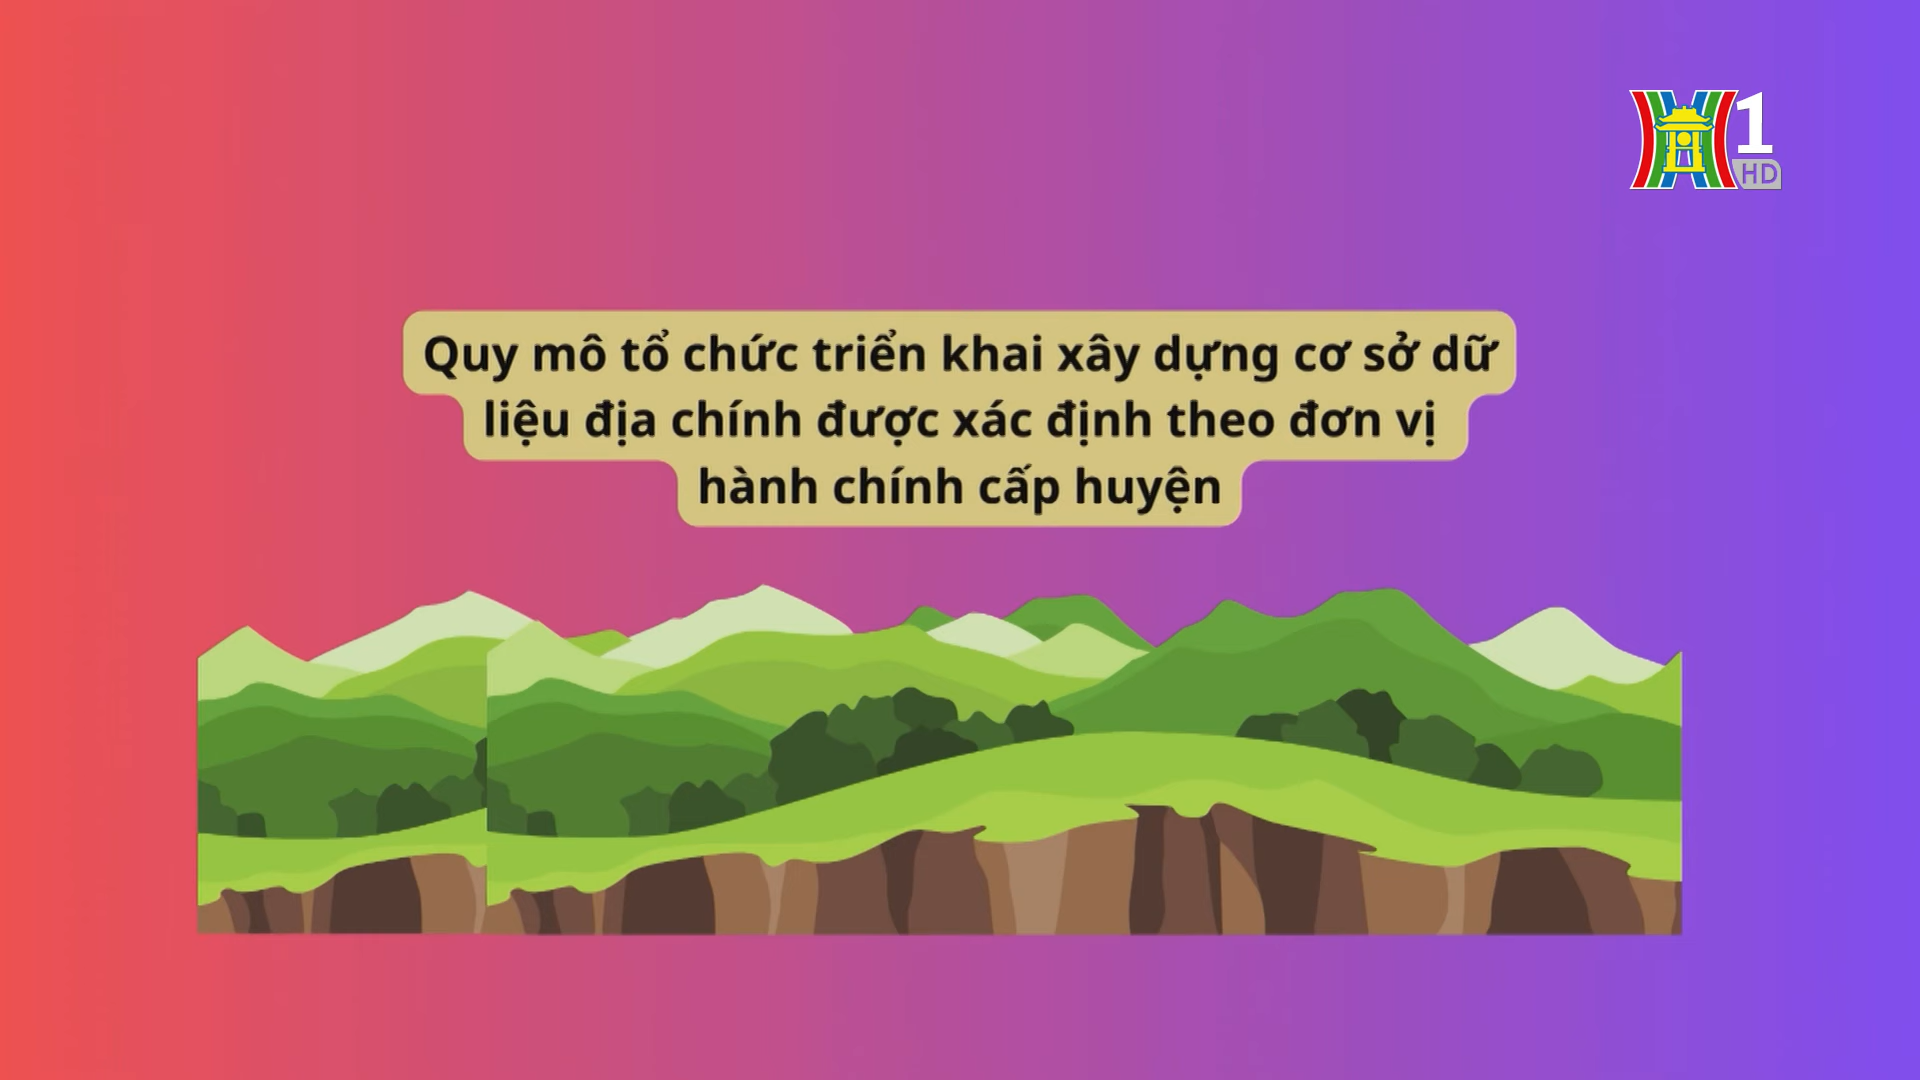 1
HD
Quy mô tổ chức triển khai xây dựng cơ sở dữ
liệu địa chính được xác định theo đơn vị
hành chính cấp huyện